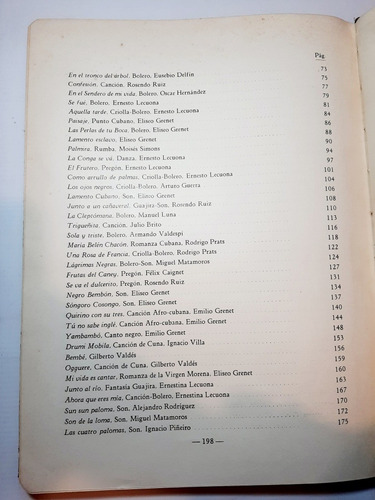 Pág
En el tronco del árbol. Bolero, Eusebio Delfín 73
Confesión. Canción. Rosendo Ruiz 75
En el Sendero de mi vida. Bolero, Oscar Hernández 77
Se fué. Bolero. Ernesto Lecuona 79
Aquella tarde. Criolla-Bolero, Ernesto Lecuona 81
Paisaje. Punto Cubano. Eliseo Grenet 84
Las Perlas de tu Boca. Bolero, Eliseo Grenet 86
Lamento esclavo. Eliseo Grenet 88
Palmira. Rumba. Moisés Simons 90
La Conga se vá. Danza. Ernesto Lecuona 94
El Frutero. Pregón, Ernesto Lecuona 97
Como arrullo de palmas. Criolla-Bolero, Ernesto Lecuona 101
Los ojos negros. Criolla-Bolero, Arturo Guerra 104
Lamento Cubano. Son, Eliseo Grenet 106
Junto a un cañaveral. Guajira-Son, Rosendo Ruiz 108
La Cleptómana. Bolero. Manuel Luna 110
Trigueñita. Canción, Julio Brito 113
Sola y triste. Bolero, Armando Valdespi 116
María Belén Chacón. Romanza Cubana, Rodrigo Prats 118
Una Rosa de Francia, Criolla-Bolero, Rodrigo Prats 122
Lágrimas Negras. Bolero-Son. Miguel Matamoros 124
Frutas del Caney, Pregón, Félix Caignet 127
Se va el dulcerito. Pregón, Rosendo Ruiz 130
Negro Bembón, Son. Eliseo Grenet 134
Sóngoro Cosongo. Son, Eliseo Grenet 137
Quirino con su tres. Canción Afro-cubana. Emilio Grenet 140
Tú no sabe inglé. Canción Afro-cubana, Emilio Grenet 144
Yambambó. Canto negro. Emilio Grenet 148
Drumi Mobila, Canción de Cuna. Ignacio Villa 153
Bembé, Gilberto Valdés 156
Ogguere. Canción de Cuna, Gilberto Valdés 159
Mi vida es cantar, Romanza de la Virgen Morena. Eliseo Grenet 160
Junto al río. Fantasía Guajira. Ernestina Lecuona 163
Ahora que eres mía, Canción-Bolero, Ernestina Lecuona 167
Sun sun paloma, Son. Alejandro Rodríguez 170
Son de la loma. Son, Miguel Matamoros 172
Las cuatro palomas, Son. Ignacio Piñeiro 175
— 198 —